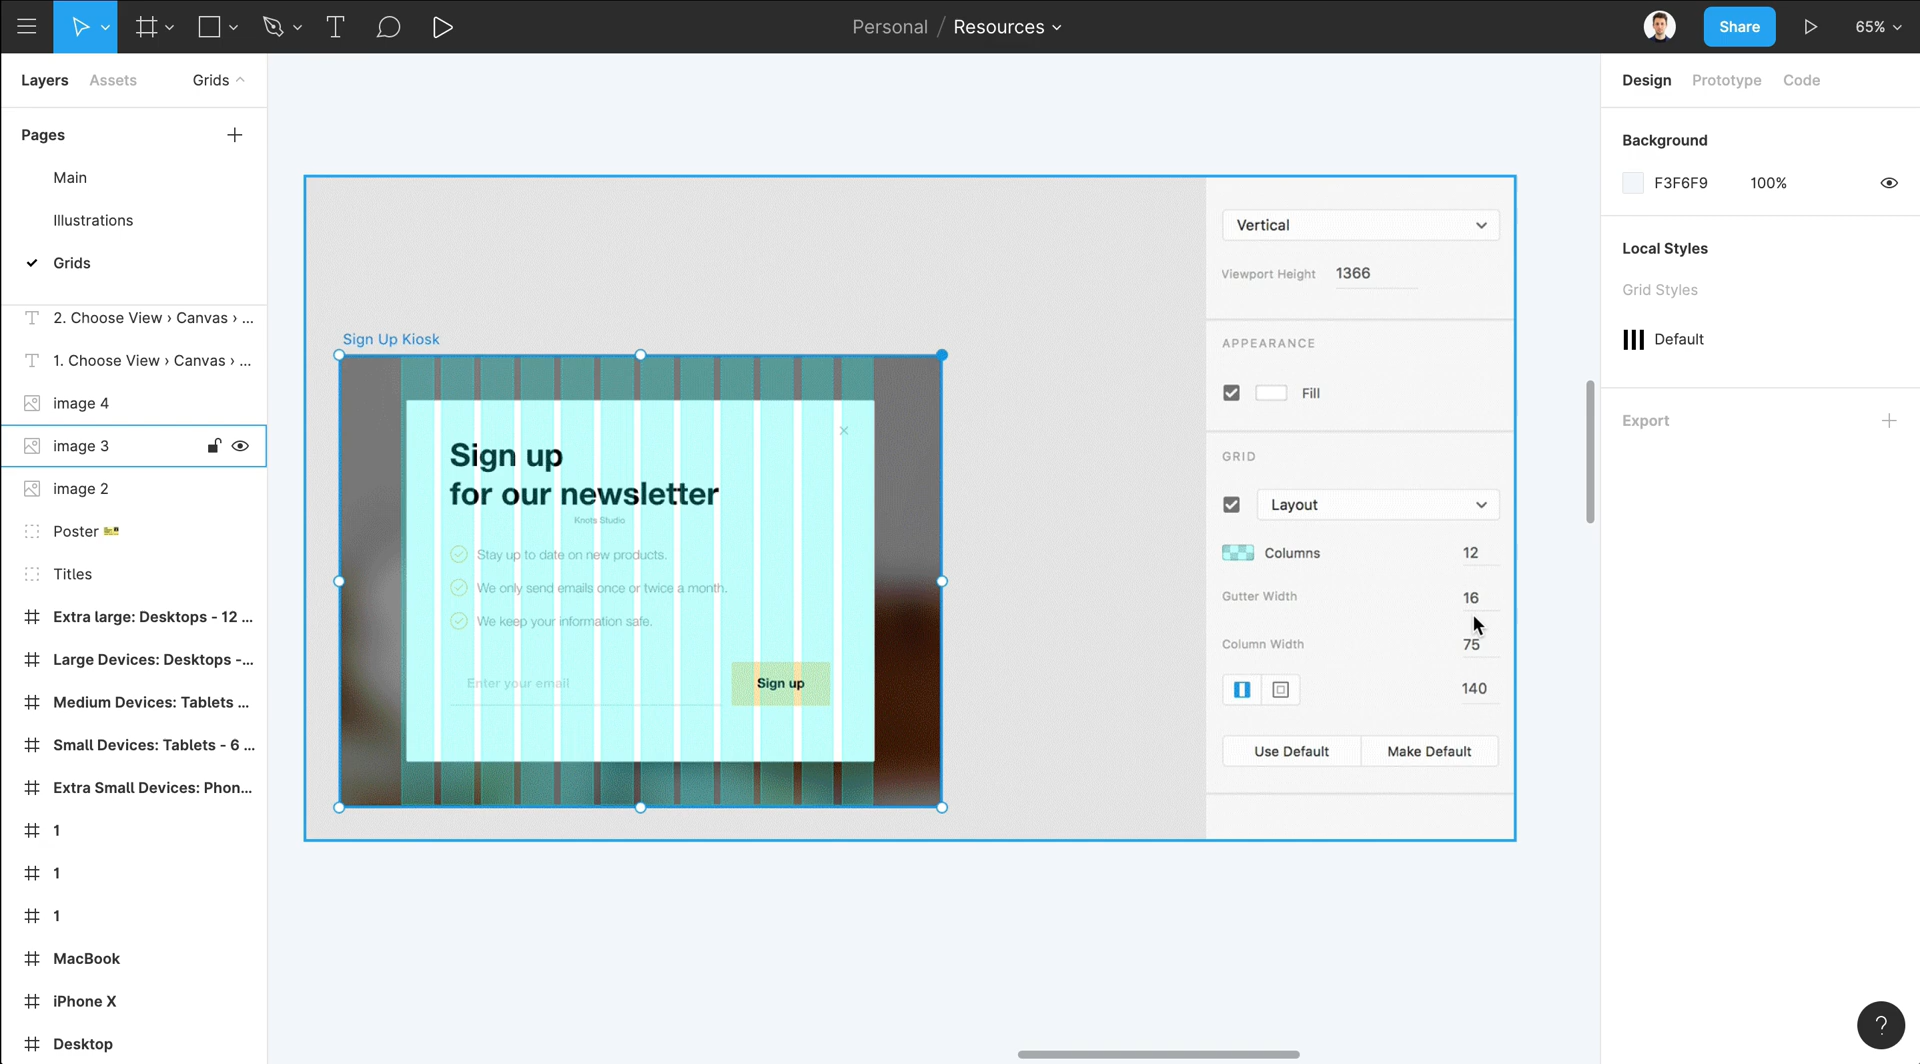 Personal / Resources
Share
65%
Layers
Assets
Grids
Pages
Main
Illustrations
Grids
2. Choose View › Canvas › ...
1. Choose View › Canvas › ...
image 4
image 3
image 2
Poster
Titles
Extra large: Desktops - 12 ...
Large Devices: Desktops -...
Medium Devices: Tablets ...
Small Devices: Tablets - 6 ...
Extra Small Devices: Phon...
1
1
1
MacBook
iPhone X
Desktop
Sign Up Kiosk
Sign up
for our newsletter
Knots Studio
Stay up to date on new products.
We only send emails once or twice a month.
We keep your information safe.
Enter your email
Sign up
Vertical
Viewport Height 1366
APPEARANCE
Fill
GRID
Layout
Columns 12
Gutter Width 16
Column Width 75
140
Use Default
Make Default
Design
Prototype
Code
Background
F3F6F9 100%
Local Styles
Grid Styles
Default
Export
?